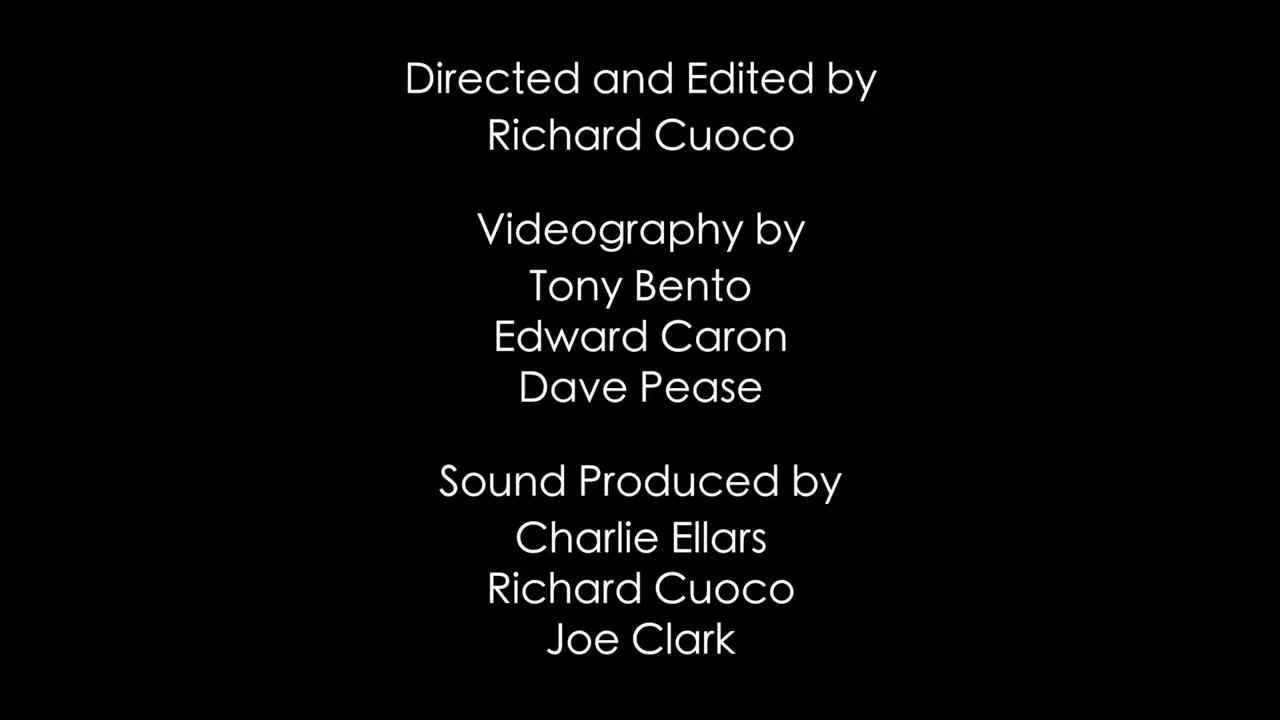 Directed and Edited by
Richard Cuoco
Videography by
Tony Bento
Edward Caron
Dave Pease
Sound Produced by
Charlie Ellars
Richard Cuoco
Joe Clark